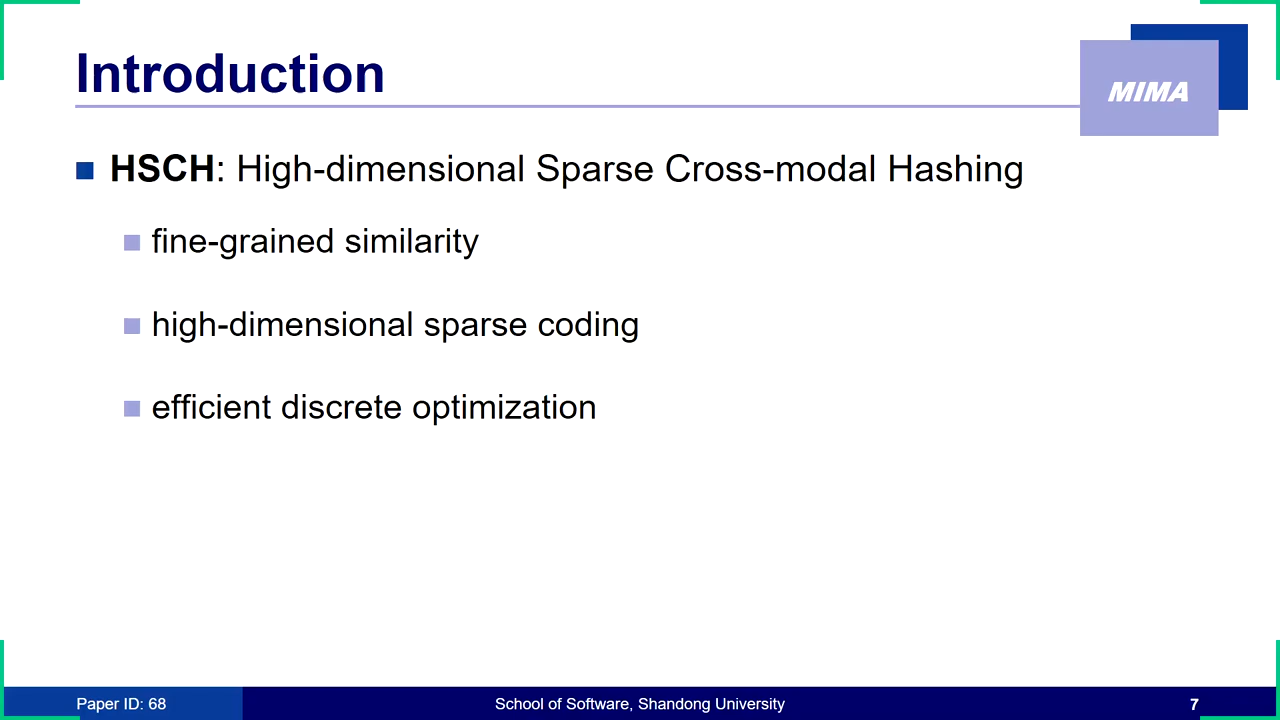 Introduction
MIMA
HSCH: High-dimensional Sparse Cross-modal Hashing
fine-grained similarity
high-dimensional sparse coding
efficient discrete optimization
Paper ID: 68
School of Software, Shandong University
7